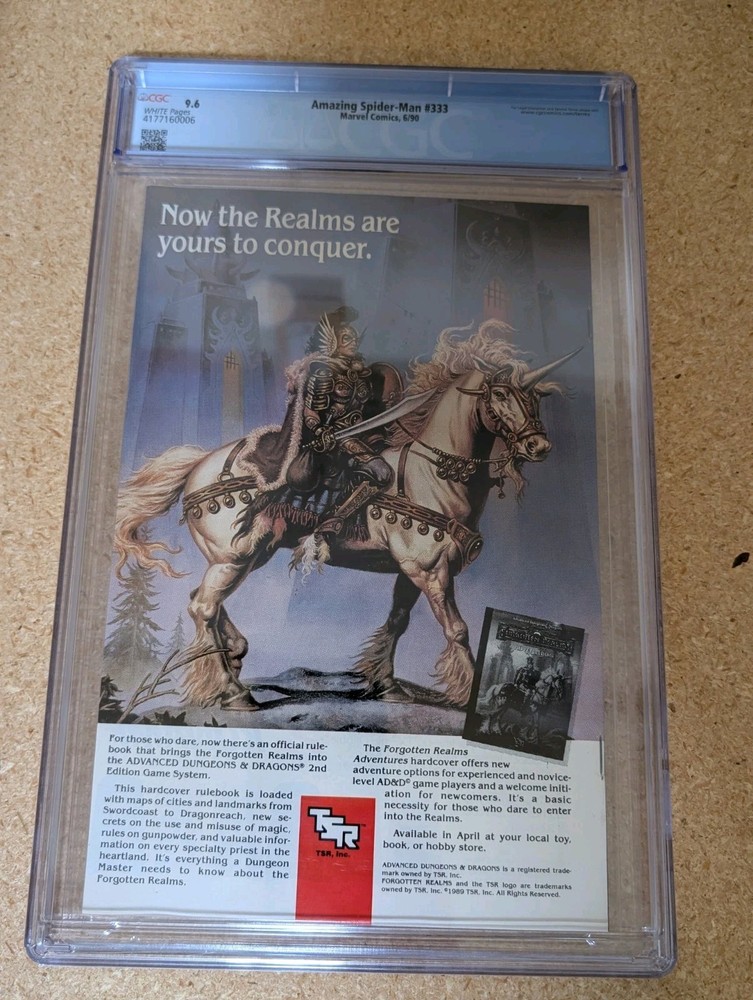 CGC 9.6
WHITE Pages
4177160006
Amazing Spider-Man #333
Marvel Comics, 6/90
CGC
Now the Realms are
yours to conquer.
FORGOTTEN REALMS
For those who dare, now there's an official rule-
book that brings the Forgotten Realms into
the ADVANCED DUNGEONS & DRAGONS® 2nd
Edition Game System.
This hardcover rulebook is loaded
with maps of cities and landmarks from
Swordcoast to Dragonreach, new se-
crets on the use and misuse of magic,
rules on gunpowder, and valuable infor-
mation on every specialty priest in the
heartland. It's everything a Dungeon
Master needs to know about the
Forgotten Realms.
TSR
TSR, Inc.
The Forgotten Realms
Adventures hardcover offers new
adventure options for experienced and novice-
level AD&D® game players and a welcome initi-
ation for newcomers. It's a basic
necessity for those who dare to enter
into the Realms.
Available in April at your local toy,
book, or hobby store.
ADVANCED DUNGEONS & DRAGONS is a registered trade-
mark owned by TSR, Inc.
FORGOTTEN REALMS and the TSR logo are trademarks
owned by TSR, Inc. ©1989 TSR, Inc. All Rights Reserved.